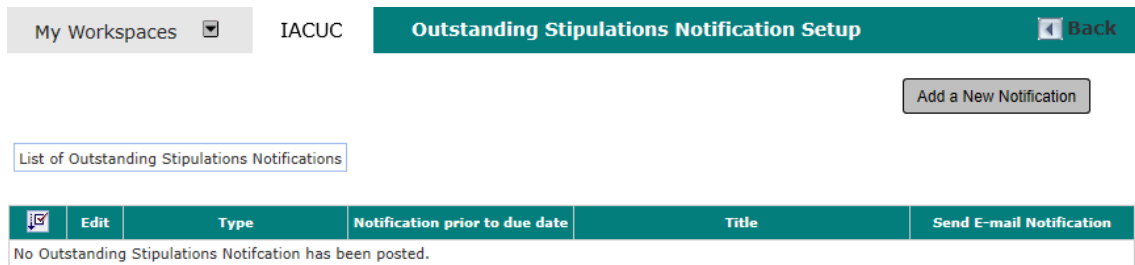 My Workspaces IACUC Outstanding Stipulations Notification Setup Back
Add a New Notification
List of Outstanding Stipulations Notifications
Edit Type Notification prior to due date Title Send E-mail Notification
No Outstanding Stipulations Notifcation has been posted.